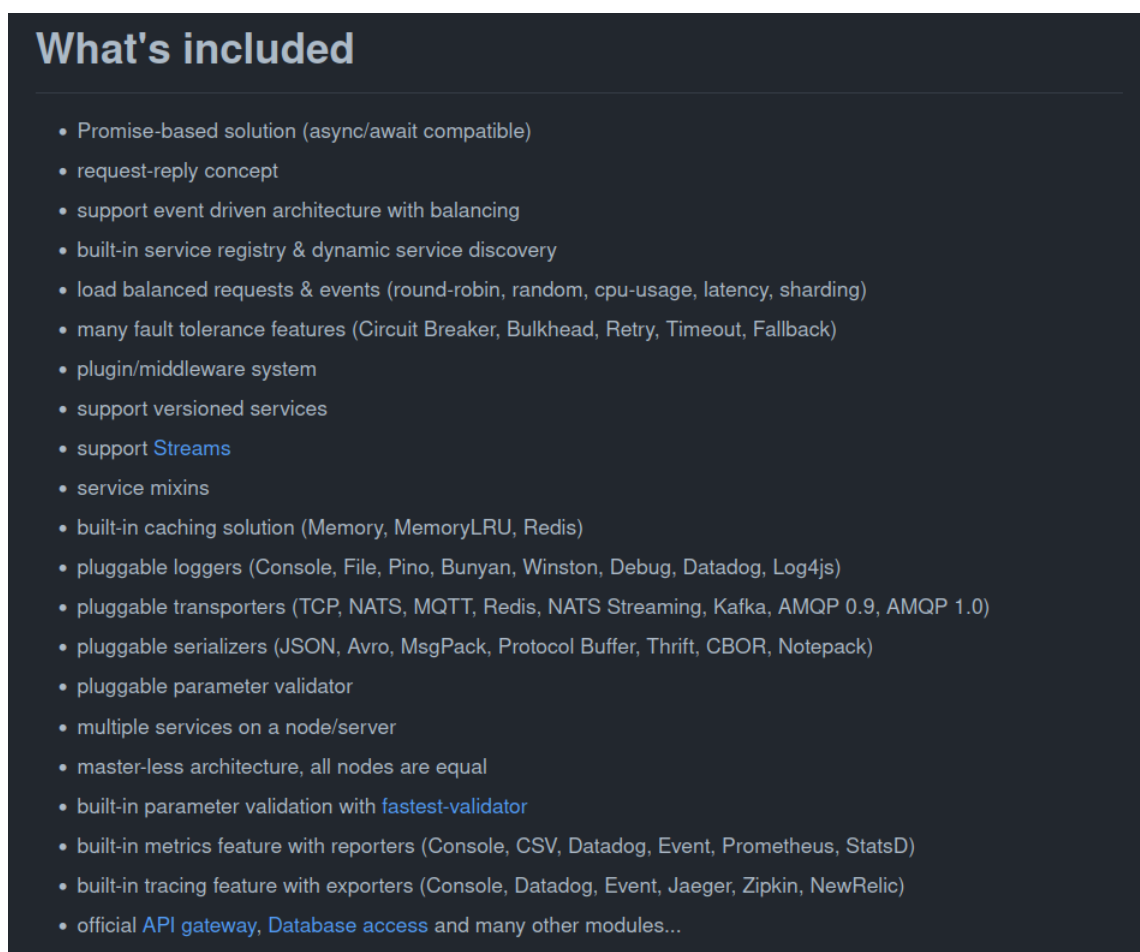 What's included
• Promise-based solution (async/await compatible)
• request-reply concept
• support event driven architecture with balancing
• built-in service registry & dynamic service discovery
• load balanced requests & events (round-robin, random, cpu-usage, latency, sharding)
• many fault tolerance features (Circuit Breaker, Bulkhead, Retry, Timeout, Fallback)
• plugin/middleware system
• support versioned services
• support Streams
• service mixins
• built-in caching solution (Memory, MemoryLRU, Redis)
• pluggable loggers (Console, File, Pino, Bunyan, Winston, Debug, Datadog, Log4js)
• pluggable transporters (TCP, NATS, MQTT, Redis, NATS Streaming, Kafka, AMQP 0.9, AMQP 1.0)
• pluggable serializers (JSON, Avro, MsgPack, Protocol Buffer, Thrift, CBOR, Notepack)
• pluggable parameter validator
• multiple services on a node/server
• master-less architecture, all nodes are equal
• built-in parameter validation with fastest-validator
• built-in metrics feature with reporters (Console, CSV, Datadog, Event, Prometheus, StatsD)
• built-in tracing feature with exporters (Console, Datadog, Event, Jaeger, Zipkin, NewRelic)
• official API gateway, Database access and many other modules...